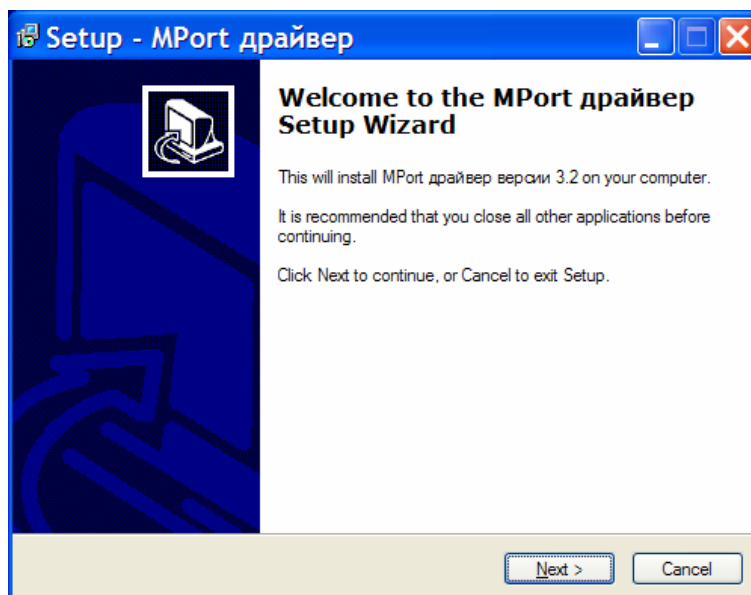 Setup - MPort драйвер
Welcome to the MPort драйвер
Setup Wizard
This will install MPort драйвер версии 3.2 on your computer.
It is recommended that you close all other applications before
continuing.
Click Next to continue, or Cancel to exit Setup.
Next >
Cancel